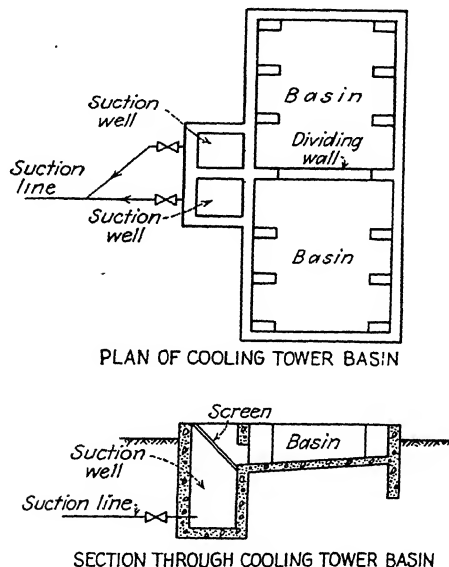 Suction
well
Basin
Dividing
wall
Suction
line
Suction
well
Basin
PLAN OF COOLING TOWER BASIN
Screen
Suction
well
Basin
Suction line
SECTION THROUGH COOLING TOWER BASIN